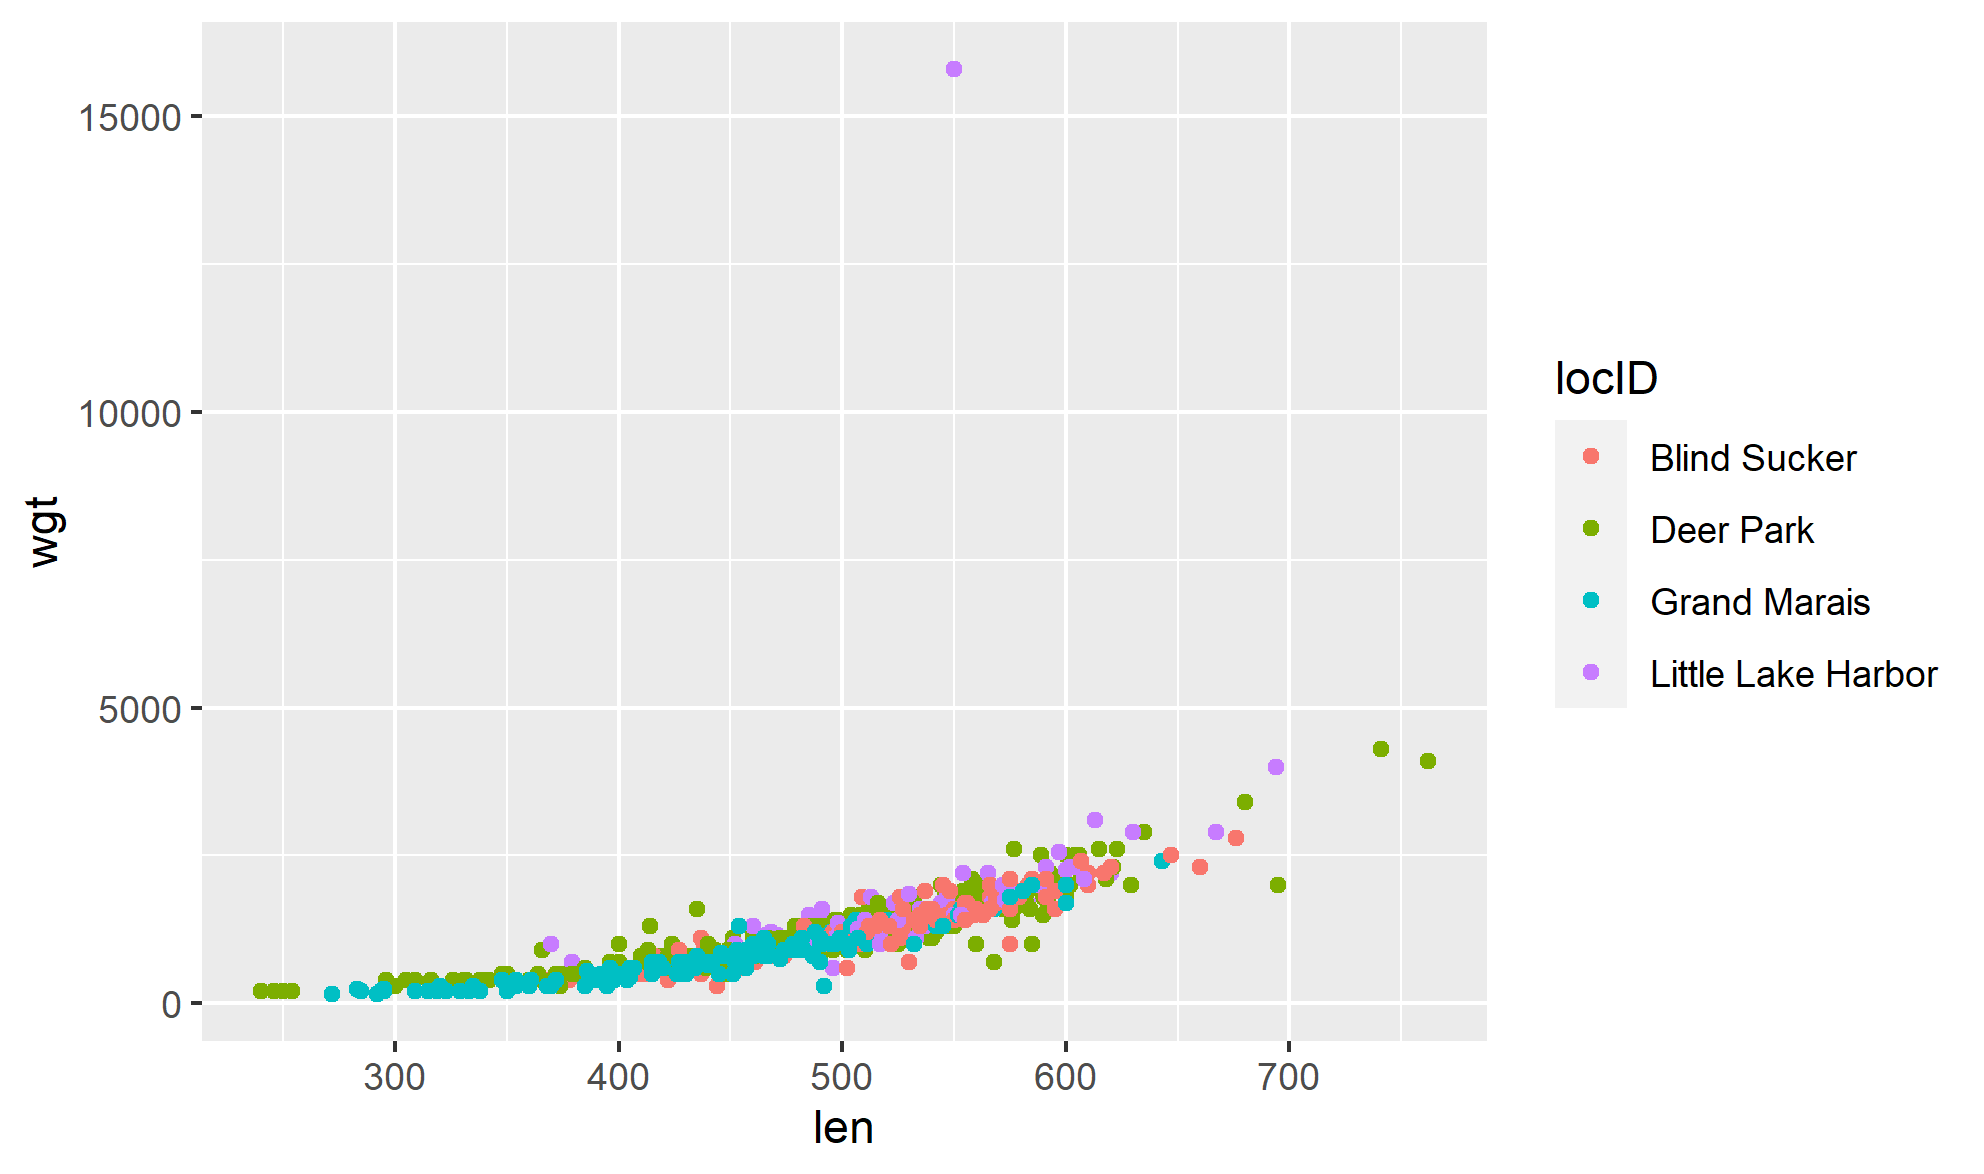 15000
10000
5000
0
wgt
300 400 500 600 700
len
locID
Blind Sucker
Deer Park
Grand Marais
Little Lake Harbor